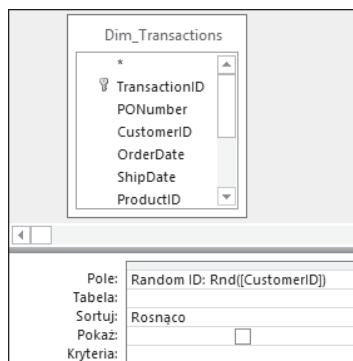 Dim_Transactions
*
TransactionID
PONumber
CustomerID
OrderDate
ShipDate
ProductID
Pole: Random ID: Rnd([CustomerID])
Tabela:
Sortuj: Rosnąco
Pokaż:
Kryteria: